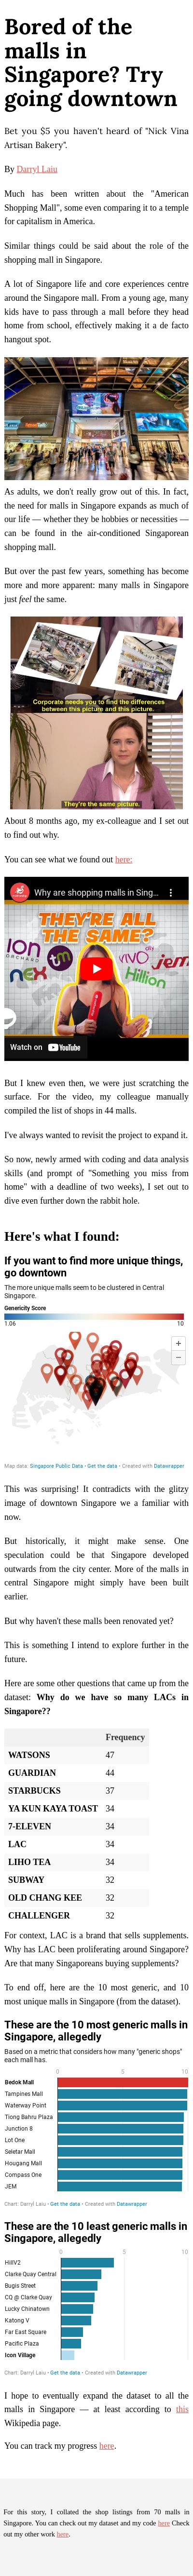 Bored of the
malls in
Singapore? Try
going downtown
Bet you $5 you haven't heard of "Nick Vina
Artisan Bakery".
By Darryl Laiu
Much has been written about the "American
Shopping Mall", some even comparing it to a temple
for capitalism in America.
Similar things could be said about the role of the
shopping mall in Singapore.
A lot of Singapore life and core experiences centre
around the Singapore mall. From a young age, many
kids have to pass through a mall before they head
home from school, effectively making it a de facto
hangout spot.
As adults, we don't really grow out of this. In fact,
the need for malls in Singapore expands as much of
our life — whether they be hobbies or necessities —
can be found in the air-conditioned Singaporean
shopping mall.
But over the past few years, something has become
more and more apparent: many malls in Singapore
just feel the same.
Corporate needs you to find the differences
between this picture and this picture.
They're the same picture.
About 8 months ago, my ex-colleague and I set out
to find out why.
You can see what we found out here:
Why are shopping malls in Sing...
THEY'RE ALL
THE SAME?
ION
ORCHARD
tm
VIVO
jem
nex
Hillion
Watch on YouTube
But I knew even then, we were just scratching the
surface. For the video, my colleague manually
compiled the list of shops in 44 malls.
I've always wanted to revisit the project to expand it.
So now, newly armed with coding and data analysis
skills (and prompt of "Something you miss from
home" with a deadline of two weeks), I set out to
dive even further down the rabbit hole.
Here's what I found:
If you want to find more unique things,
go downtown
The more unique malls seem to be clustered in Central
Singapore.
Genericity Score
1.06 10
+
−
Map data: Singapore Public Data • Get the data • Created with Datawrapper
This was surprising! It contradicts with the glitzy
image of downtown Singapore we a familiar with
now.
But historically, it might make sense. One
speculation could be that Singapore developed
outwards from the city center. More of the malls in
central Singapore might simply have been built
earlier.
But why haven't these malls been renovated yet?
This is something I intend to explore further in the
future.
Here are some other questions that came up from the
dataset: Why do we have so many LACs in
Singapore??
Frequency
WATSONS 47
GUARDIAN 44
STARBUCKS 37
YA KUN KAYA TOAST 34
7-ELEVEN 34
LAC 34
LIHO TEA 34
SUBWAY 32
OLD CHANG KEE 32
CHALLENGER 32
For context, LAC is a brand that sells supplements.
Why has LAC been proliferating around Singapore?
Are that many Singaporeans buying supplements?
To end off, here are the 10 most generic, and 10
most unique malls in Singapore (from the dataset).
These are the 10 most generic malls in
Singapore, allegedly
Based on a metric that considers how many "generic shops"
each mall has.
0 5 10
Bedok Mall
Tampines Mall
Waterway Point
Tiong Bahru Plaza
Junction 8
Lot One
Seletar Mall
Hougang Mall
Compass One
JEM
Chart: Darryl Laiu • Get the data • Created with Datawrapper
These are the 10 least generic malls in
Singapore, allegedly
0 5 10
HillV2
Clarke Quay Central
Bugis Street
CQ @ Clarke Quay
Lucky Chinatown
Katong V
Far East Square
Pacific Plaza
Icon Village
Chart: Darryl Laiu • Get the data • Created with Datawrapper
I hope to eventually expand the dataset to all the
malls in Singapore — at least according to this
Wikipedia page.
You can track my progress here.
For this story, I collated the shop listings from 70 malls in
Singapore. You can check out my dataset and my code here Check
out my other work here.